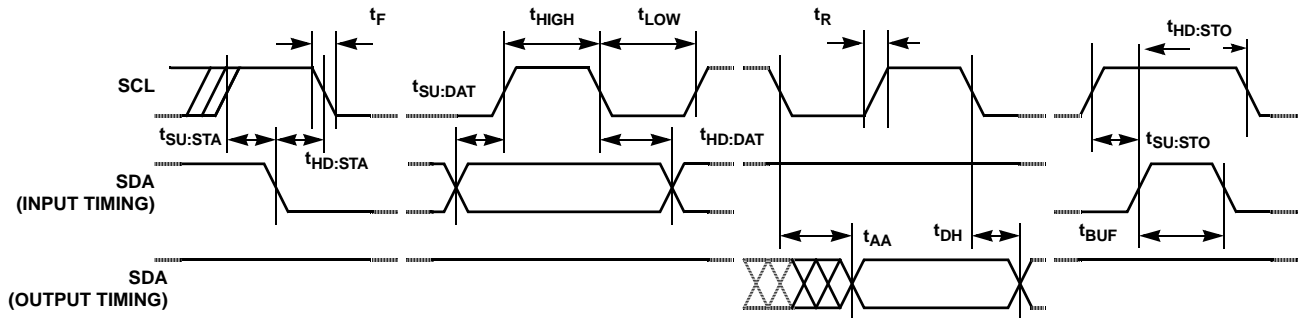 tF
tHIGH
tLOW
tR
tHD:STO
SCL
tSU:DAT
tSU:STA
tHD:STA
tHD:DAT
tSU:STO
SDA
(INPUT TIMING)
tAA
tDH
tBUF
SDA
(OUTPUT TIMING)